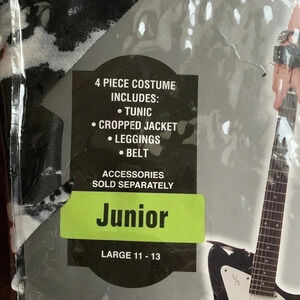 4 PIECE COSTUME
INCLUDES:
• TUNIC
• CROPPED JACKET
• LEGGINGS
• BELT
ACCESSORIES
SOLD SEPARATELY
Junior
LARGE 11 - 13